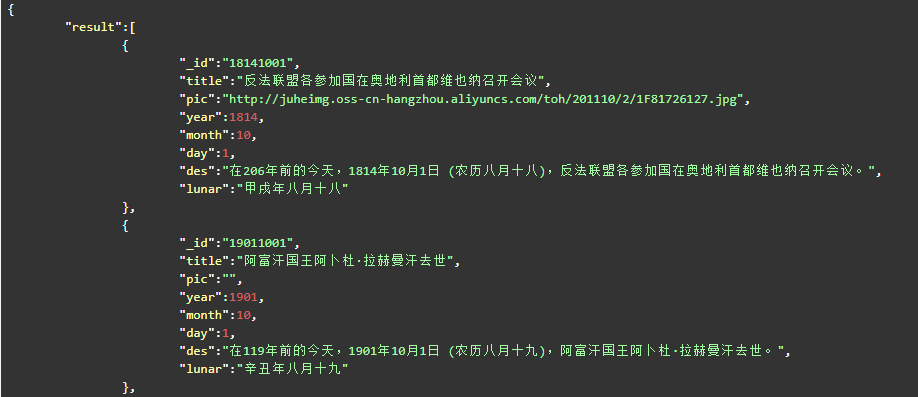 {
"result":[
{
"_id":"18141001",
"title":"反法联盟各参加国在奥地利首都维也纳召开会议",
"pic":"http://juheimg.oss-cn-hangzhou.aliyuncs.com/toh/201110/2/1F81726127.jpg",
"year":1814,
"month":10,
"day":1,
"des":"在206年前的今天，1814年10月1日 (农历八月十八)，反法联盟各参加国在奥地利首都维也纳召开会议。",
"lunar":"甲戌年八月十八"
},
{
"_id":"19011001",
"title":"阿富汗国王阿卜杜·拉赫曼汗去世",
"pic":"",
"year":1901,
"month":10,
"day":1,
"des":"在119年前的今天，1901年10月1日 (农历八月十九)，阿富汗国王阿卜杜·拉赫曼汗去世。",
"lunar":"辛丑年八月十九"
},